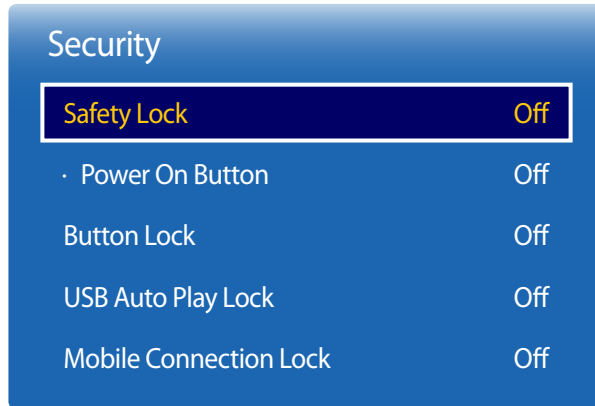 Security
Safety Lock Off
· Power On Button Off
Button Lock Off
USB Auto Play Lock Off
Mobile Connection Lock Off